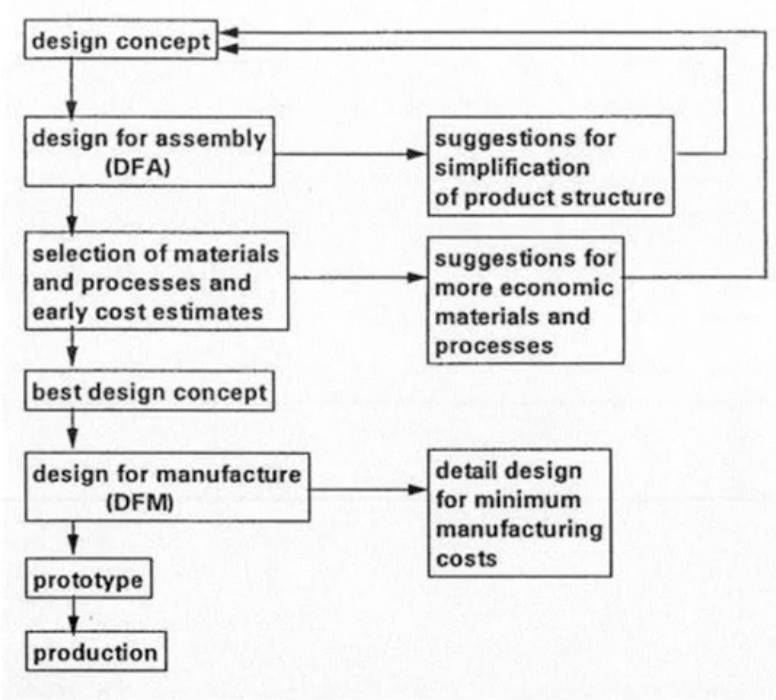 design concept
design for assembly
(DFA)
suggestions for
simplification
of product structure
selection of materials
and processes and
early cost estimates
suggestions for
more economic
materials and
processes
best design concept
design for manufacture
(DFM)
detail design
for minimum
manufacturing
costs
prototype
production